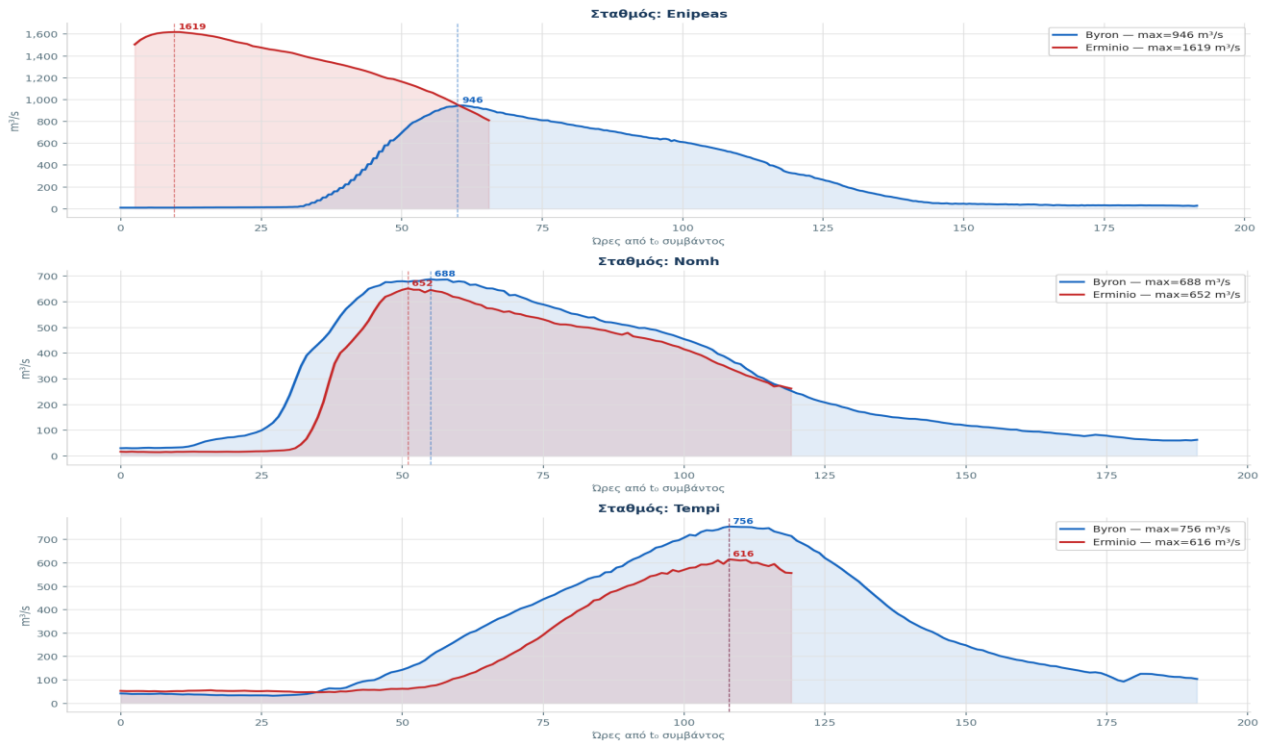 Σταθμός: Enipeas
1619
Byron — max=946 m³/s
Erminio — max=1619 m³/s
946
1,600
1,400
1,200
1,000
800
600
400
200
0
m³/s
0 25 50 75 100 125 150 175 200
Ώρες από t₀ συμβάντος
Σταθμός: Nomh
688
652
Byron — max=688 m³/s
Erminio — max=652 m³/s
700
600
500
400
300
200
100
0
m³/s
0 25 50 75 100 125 150 175 200
Ώρες από t₀ συμβάντος
Σταθμός: Tempi
756
616
Byron — max=756 m³/s
Erminio — max=616 m³/s
700
600
500
400
300
200
100
0
m³/s
0 25 50 75 100 125 150 175 200
Ώρες από t₀ συμβάντος